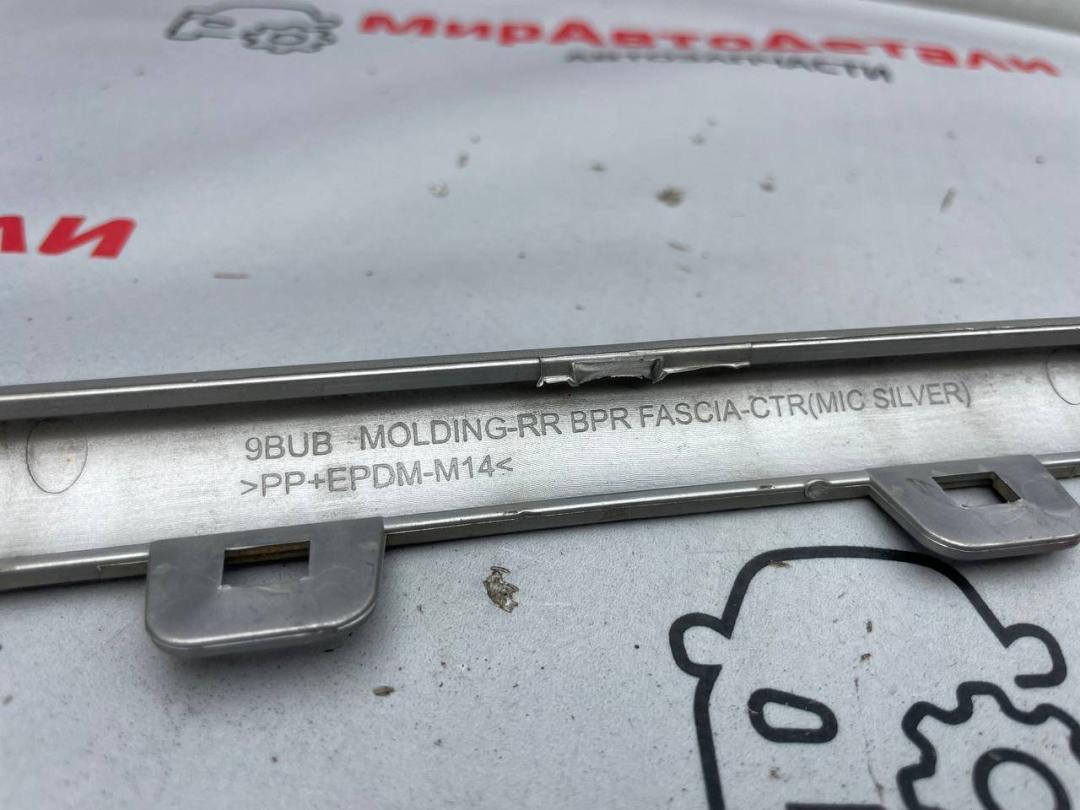 МирАвтоДетали
АВТОЗАПЧАСТИ
ли
9BUB MOLDING-RR BPR FASCIA-CTR(MIC SILVER)
>PP+EPDM-M14<